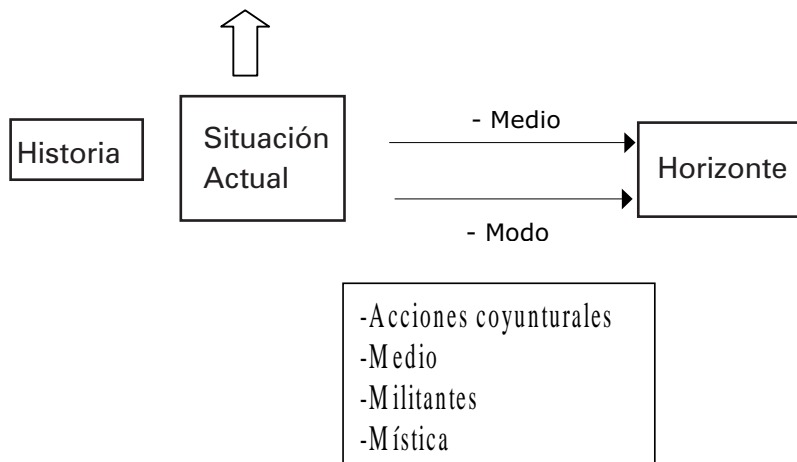 Historia
Situación
Actual
- Medio
- Modo
Horizonte
-Acciones coyunturales
-Medio
-Militantes
-Mística